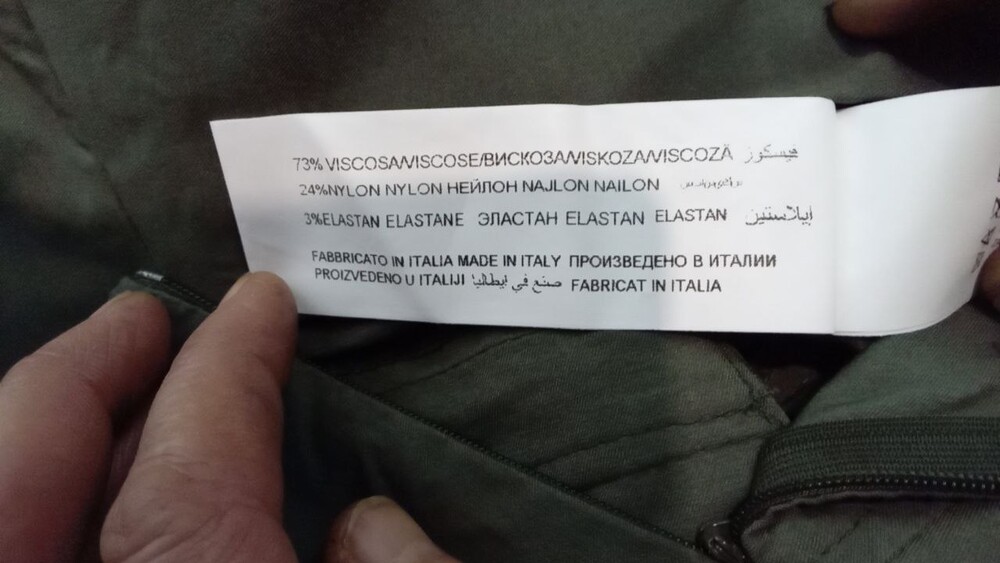 73% VISCOSA/VISCOSE/ВИСКОЗА/VISKOZA/VISCOZĂ فيسكوز
24%NYLON NYLON НЕЙЛОН NAJLON NAILON
3%ELASTAN ELASTANE ЭЛАСТАН ELASTAN ELASTAN إيلاستين
FABBRICATO IN ITALIA MADE IN ITALY ПРОИЗВЕДЕНО В ИТАЛИИ
PROIZVEDENO U ITALIJI صنع في إيطاليا FABRICAT IN ITALIA